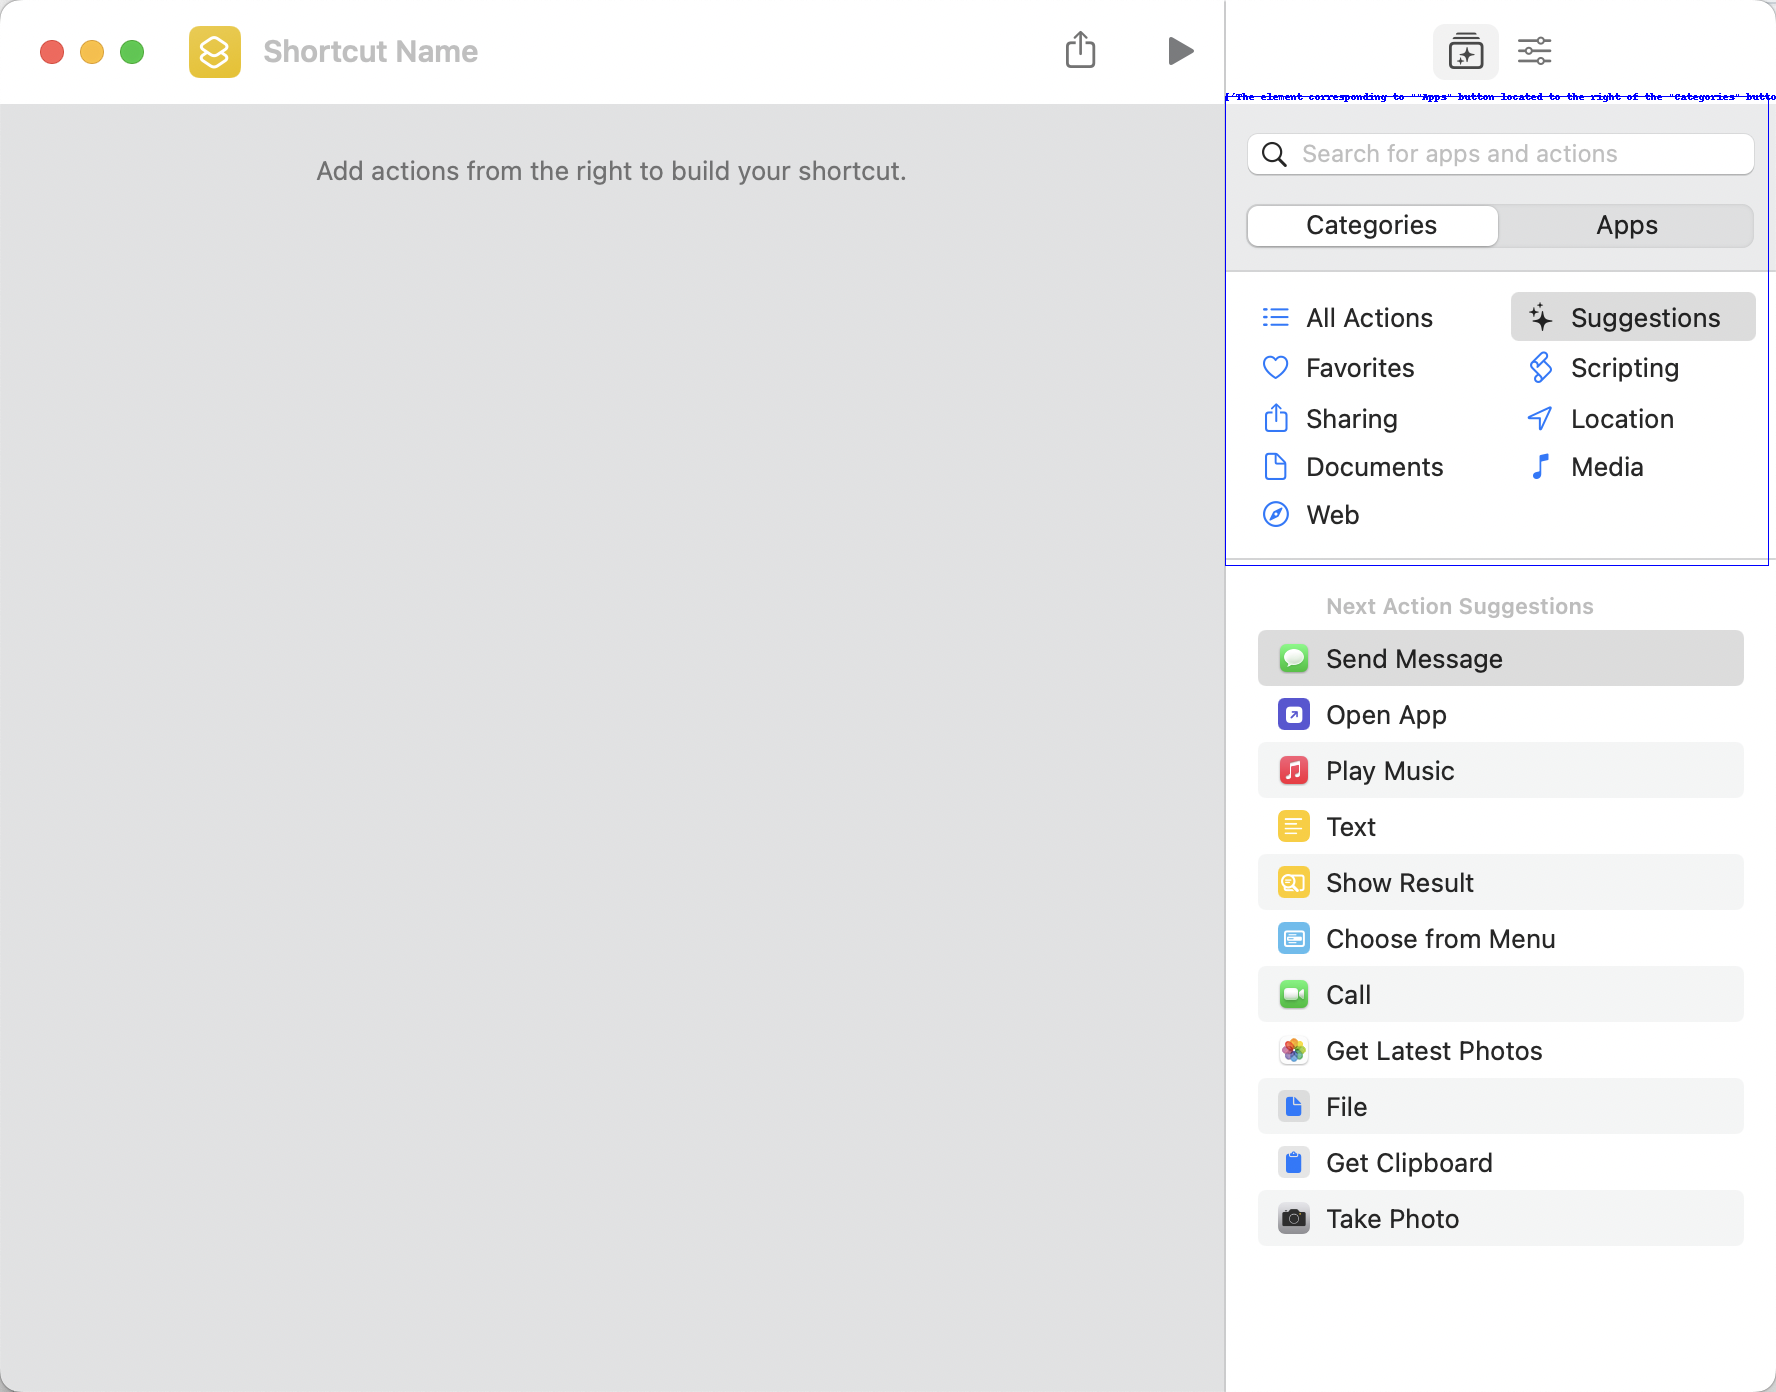 Shortcut Name
['The element corresponding to ""Apps" button located to the right of the "Categories" butto
Add actions from the right to build your shortcut.
Search for apps and actions
Categories Apps
All Actions Suggestions
Favorites Scripting
Sharing Location
Documents Media
Web
Next Action Suggestions
Send Message
Open App
Play Music
Text
Show Result
Choose from Menu
Call
Get Latest Photos
File
Get Clipboard
Take Photo